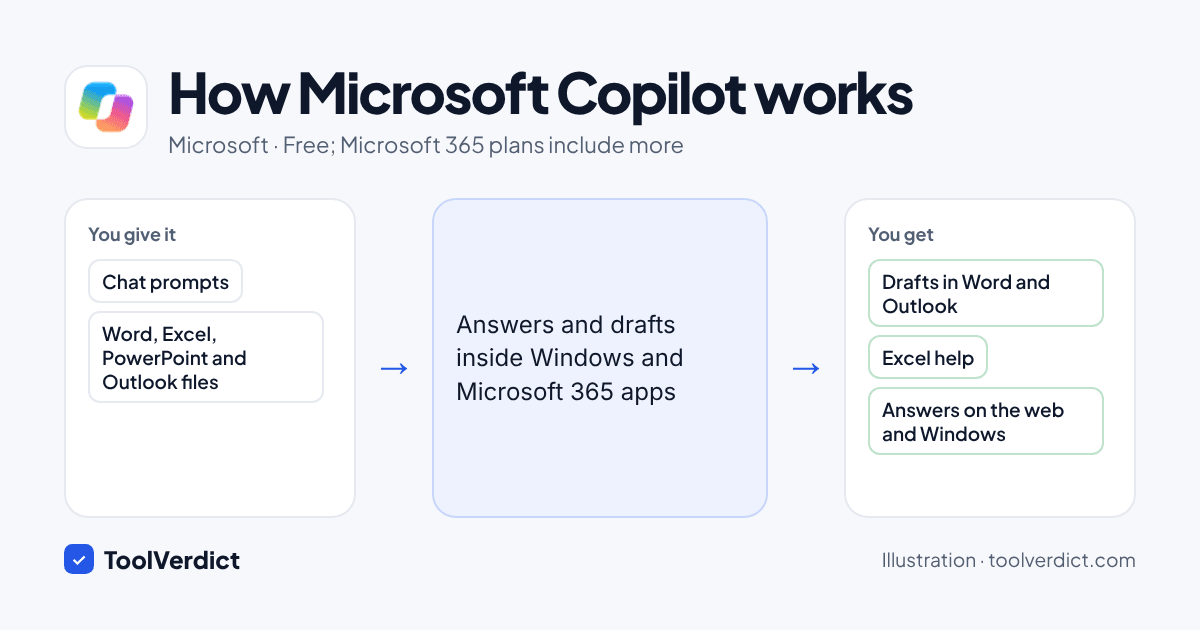 How Microsoft Copilot works
Microsoft · Free; Microsoft 365 plans include more
You give it
Chat prompts
Word, Excel,
PowerPoint and
Outlook files
→
Answers and drafts
inside Windows and
Microsoft 365 apps
→
You get
Drafts in Word and
Outlook
Excel help
Answers on the web
and Windows
ToolVerdict
Illustration · toolverdict.com